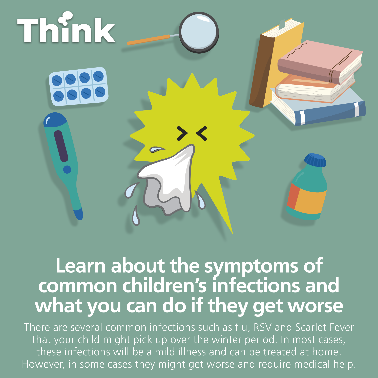 Think
Learn about the symptoms of
common children's infections and
what you can do if they get worse
There are several common infections such as flu, RSV and Scarlet Fever
that your child might pick up over the winter period. In most cases,
these infections will be a mild illness and can be treated at home.
However, in some cases they might get worse and require medical help.